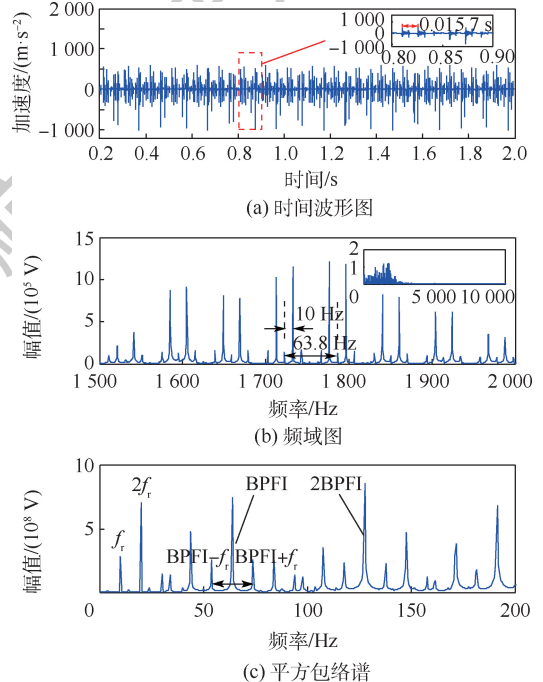 2 000
1 000
0
−1 000
加速度/(m·s⁻²)
1 000
0
−1 000
0.015 7 s
0.80 0.85 0.90
0.2 0.4 0.6 0.8 1.0 1.2 1.4 1.6 1.8 2.0
时间/s
(a) 时间波形图
15
10
5
0
幅值/(10⁵ V)
2
1
0 5 000 10 000
10 Hz
63.8 Hz
1 500 1 600 1 700 1 800 1 900 2 000
频率/Hz
(b) 频域图
10
5
幅值/(10⁸ V)
2fᵣ
BPFI
2BPFI
fᵣ
BPFI−fᵣ BPFI+fᵣ
0 50 100 150 200
频率/Hz
(c) 平方包络谱